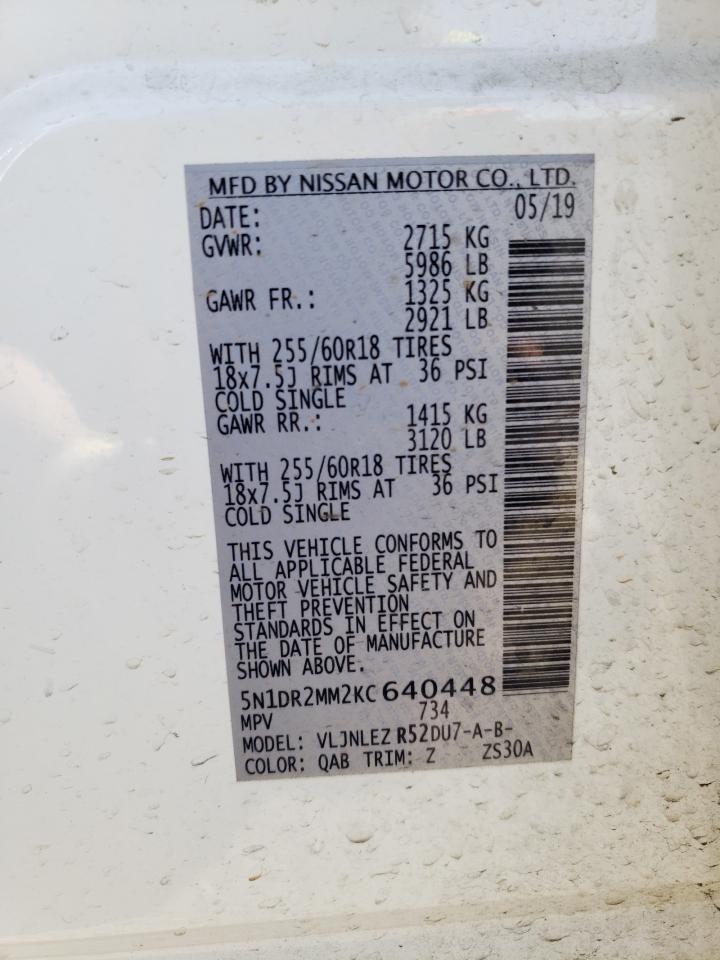 MFD BY NISSAN MOTOR CO., LTD.
DATE: 05/19
GVWR: 2715 KG
5986 LB
GAWR FR.: 1325 KG
2921 LB
WITH 255/60R18 TIRES
18x7.5J RIMS AT 36 PSI
COLD SINGLE
GAWR RR.: 1415 KG
3120 LB
WITH 255/60R18 TIRES
18x7.5J RIMS AT 36 PSI
COLD SINGLE
THIS VEHICLE CONFORMS TO
ALL APPLICABLE FEDERAL
MOTOR VEHICLE SAFETY AND
THEFT PREVENTION
STANDARDS IN EFFECT ON
THE DATE OF MANUFACTURE
SHOWN ABOVE.
5N1DR2MM2KC640448
MPV 734
MODEL: VLJNLEZ R52DU7-A-B-
COLOR: QAB TRIM: Z ZS30A